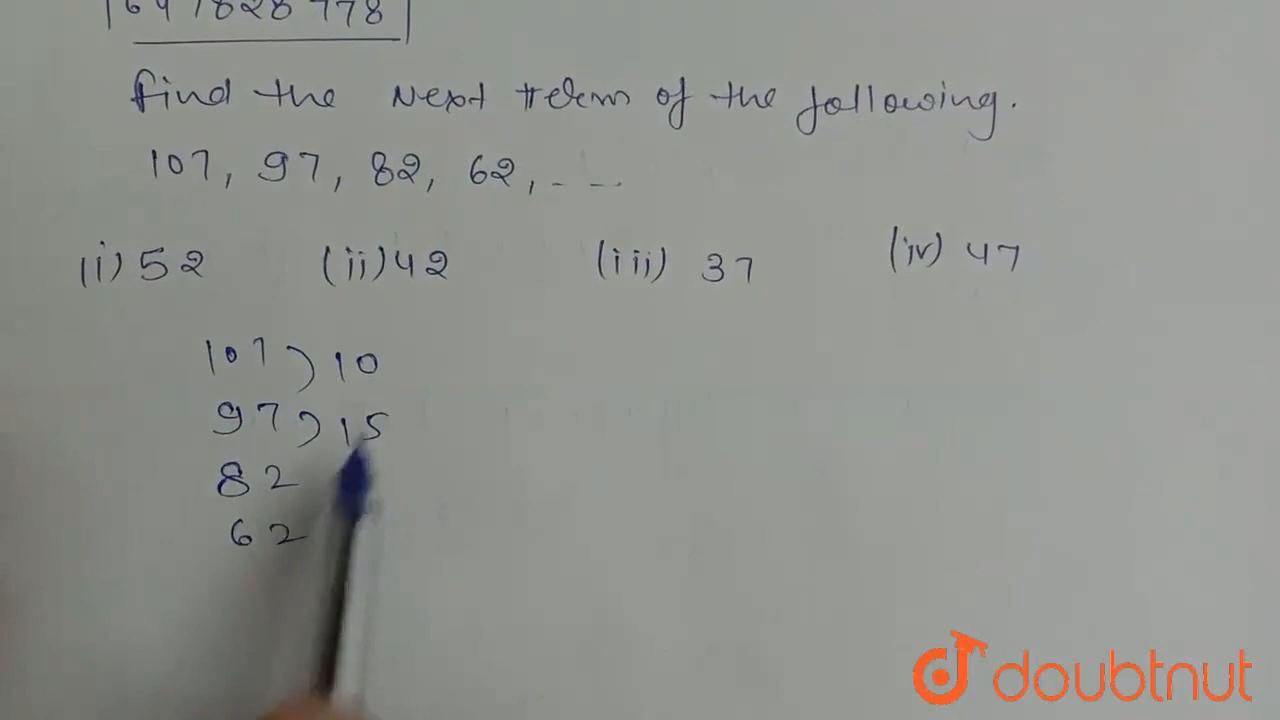 647828778
Find the Next term of the following.
107, 97, 82, 62, - --
(i) 52 (ii) 42 (iii) 37 (iv) 47
107 ) 10
97 ) 15
82
62
doubtnut